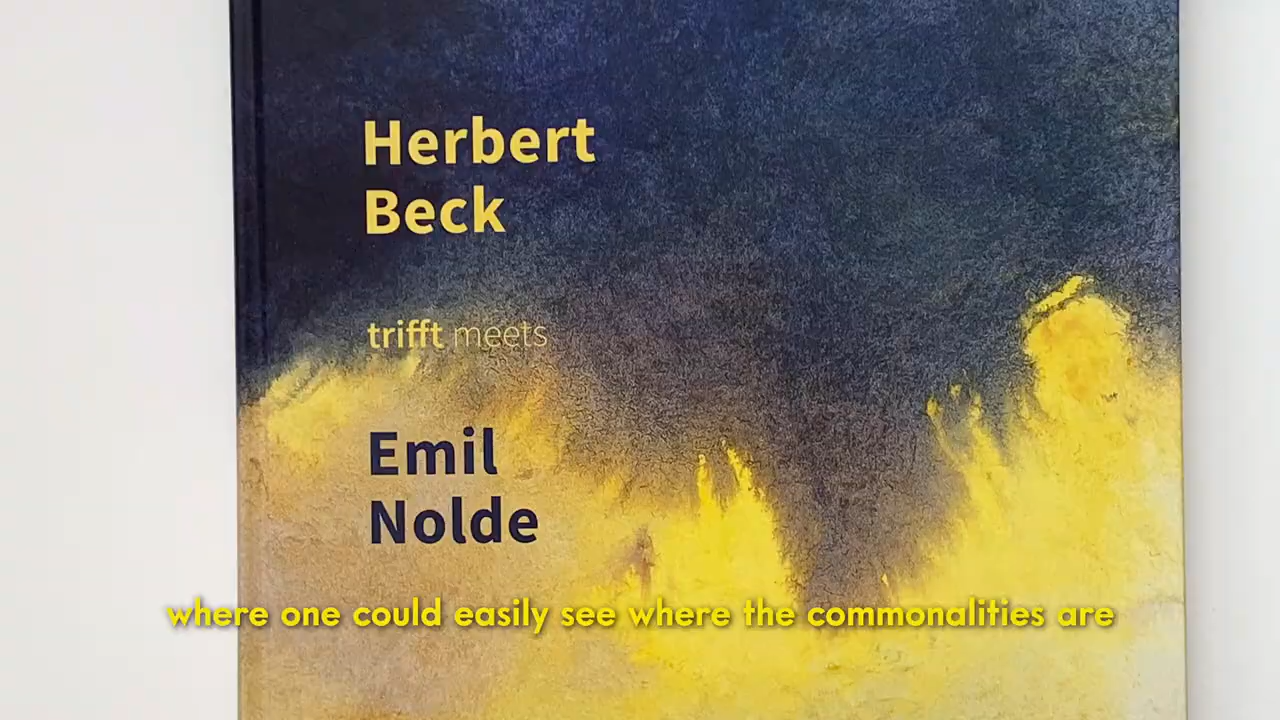 Herbert
Beck
trifft meets
Emil
Nolde
where one could easily see where the commonalities are